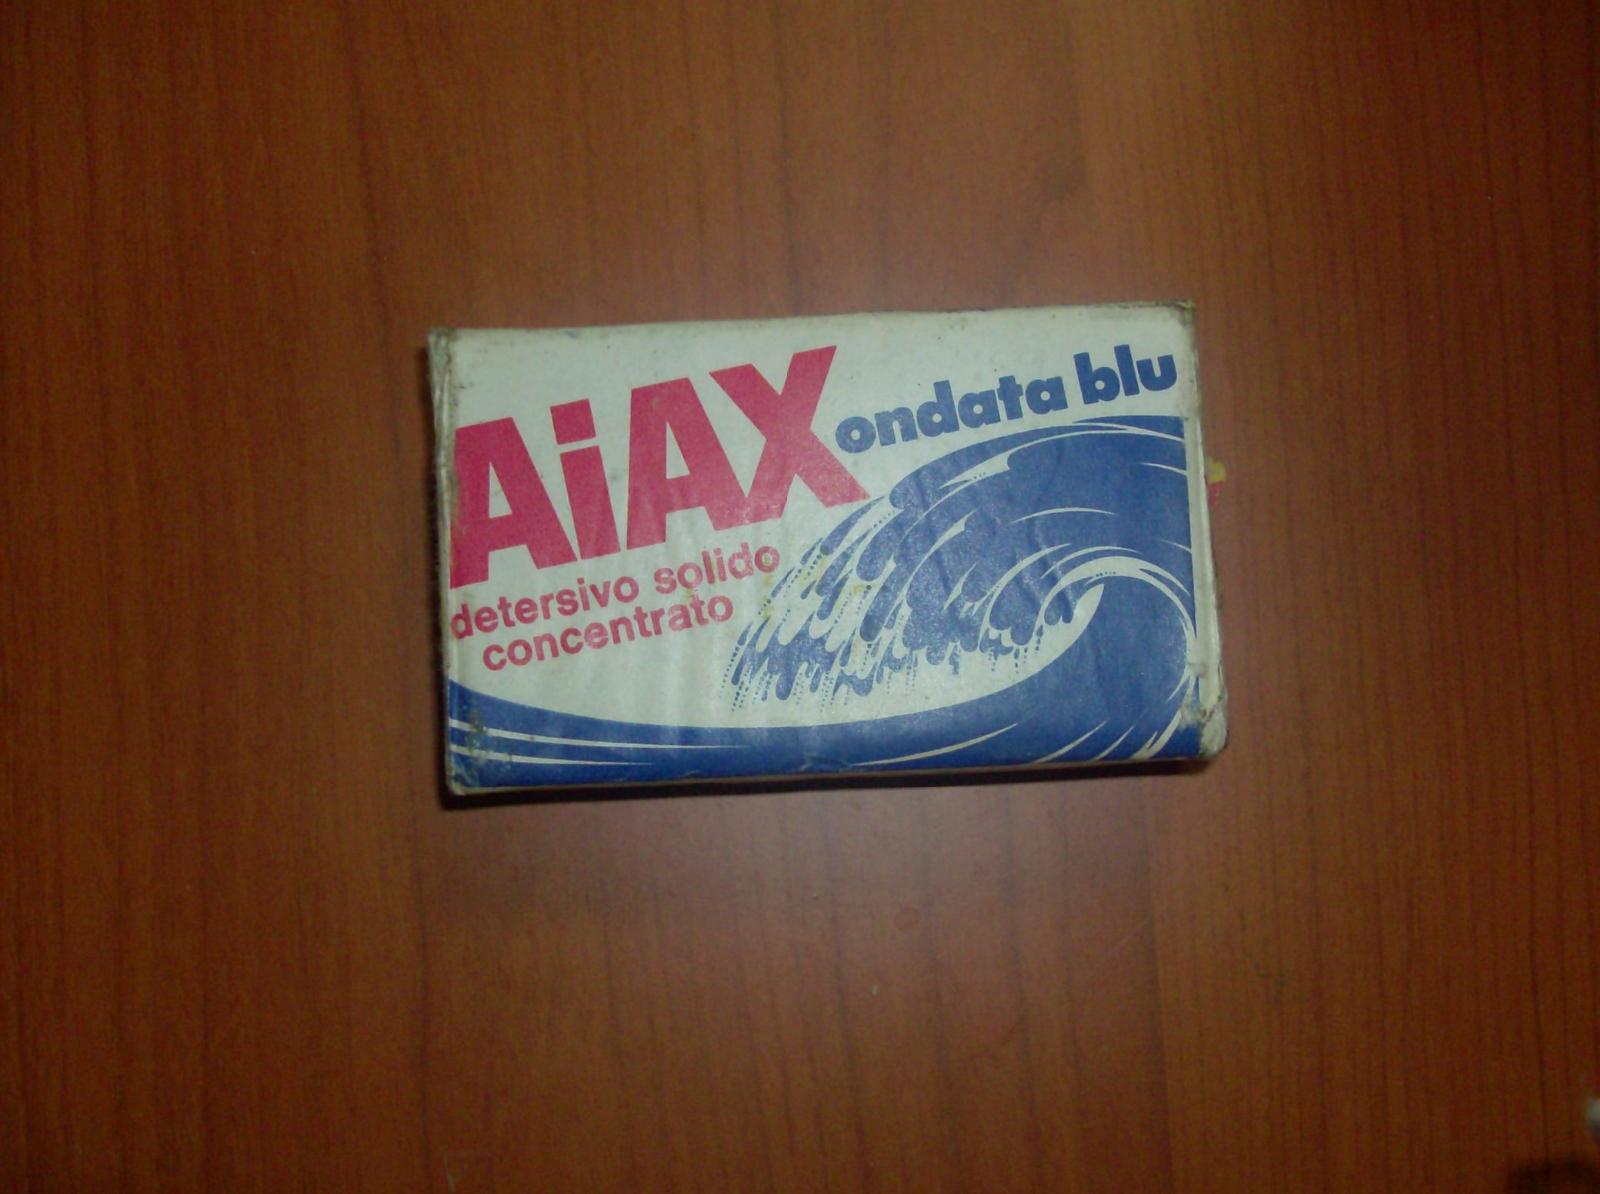 AiAX
ondata blu
detersivo solido
concentrato